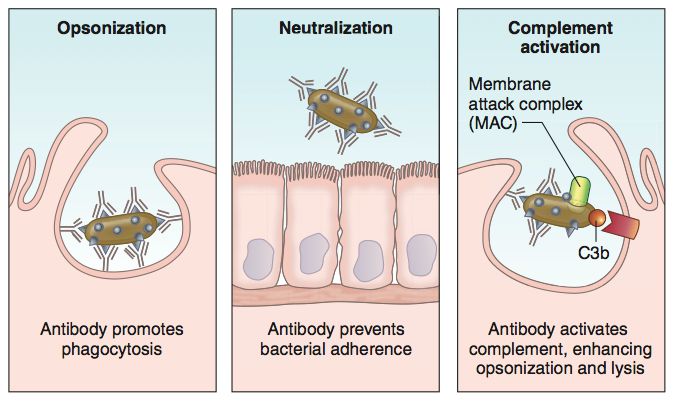 Opsonization
Antibody promotes
phagocytosis
Neutralization
Antibody prevents
bacterial adherence
Complement
activation
Membrane
attack complex
(MAC)
C3b
Antibody activates
complement, enhancing
opsonization and lysis